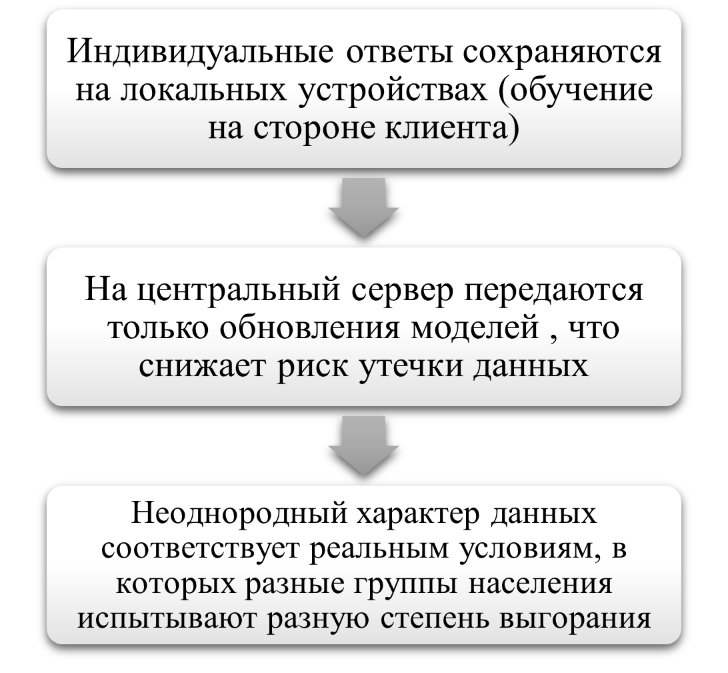 Индивидуальные ответы сохраняются
на локальных устройствах (обучение
на стороне клиента)
На центральный сервер передаются
только обновления моделей , что
снижает риск утечки данных
Неоднородный характер данных
соответствует реальным условиям, в
которых разные группы населения
испытывают разную степень выгорания